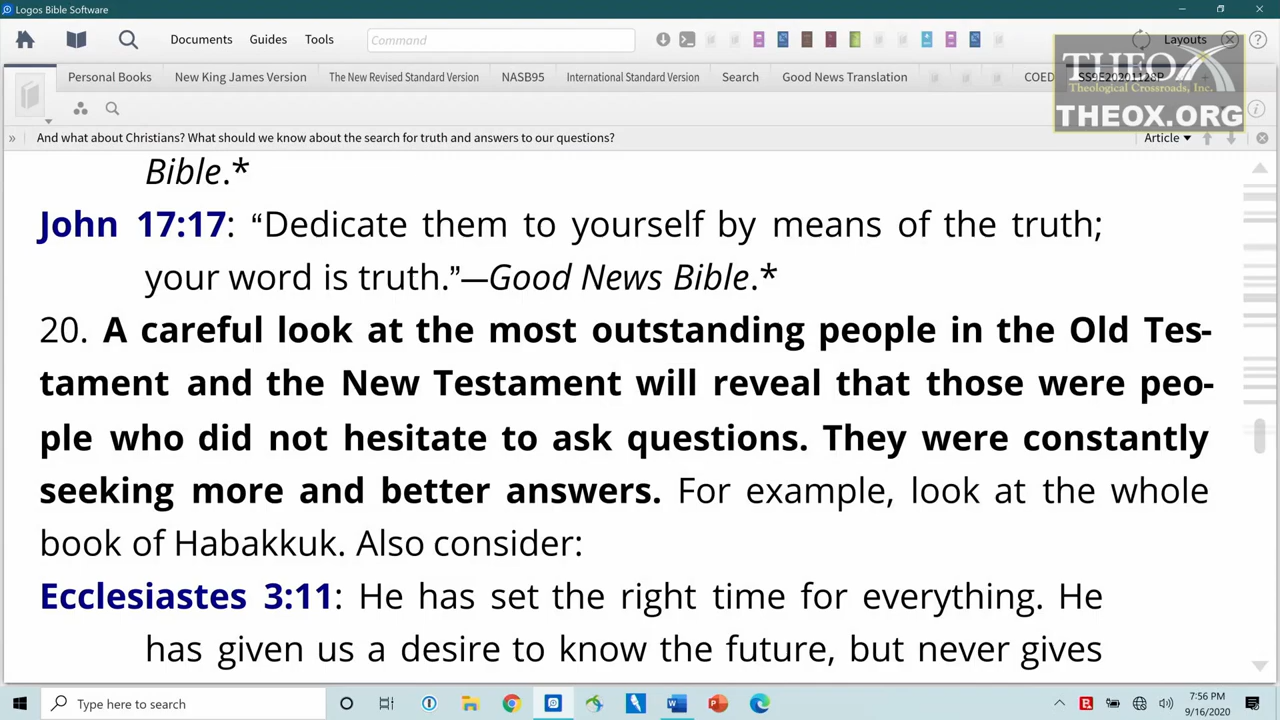 Logos Bible Software
Documents Guides Tools Command Layouts
THEOX
Theological Crossroads, Inc.
THEOX.ORG
Personal Books New King James Version The New Revised Standard Version NASB95 International Standard Version Search Good News Translation COED SS9E20201128P
And what about Christians? What should we know about the search for truth and answers to our questions? Article
Bible.*
John 17:17: “Dedicate them to yourself by means of the truth;
your word is truth.”—Good News Bible.*
20. A careful look at the most outstanding people in the Old Tes-
tament and the New Testament will reveal that those were peo-
ple who did not hesitate to ask questions. They were constantly
seeking more and better answers. For example, look at the whole
book of Habakkuk. Also consider:
Ecclesiastes 3:11: He has set the right time for everything. He
has given us a desire to know the future, but never gives
Type here to search
7:56 PM
9/16/2020